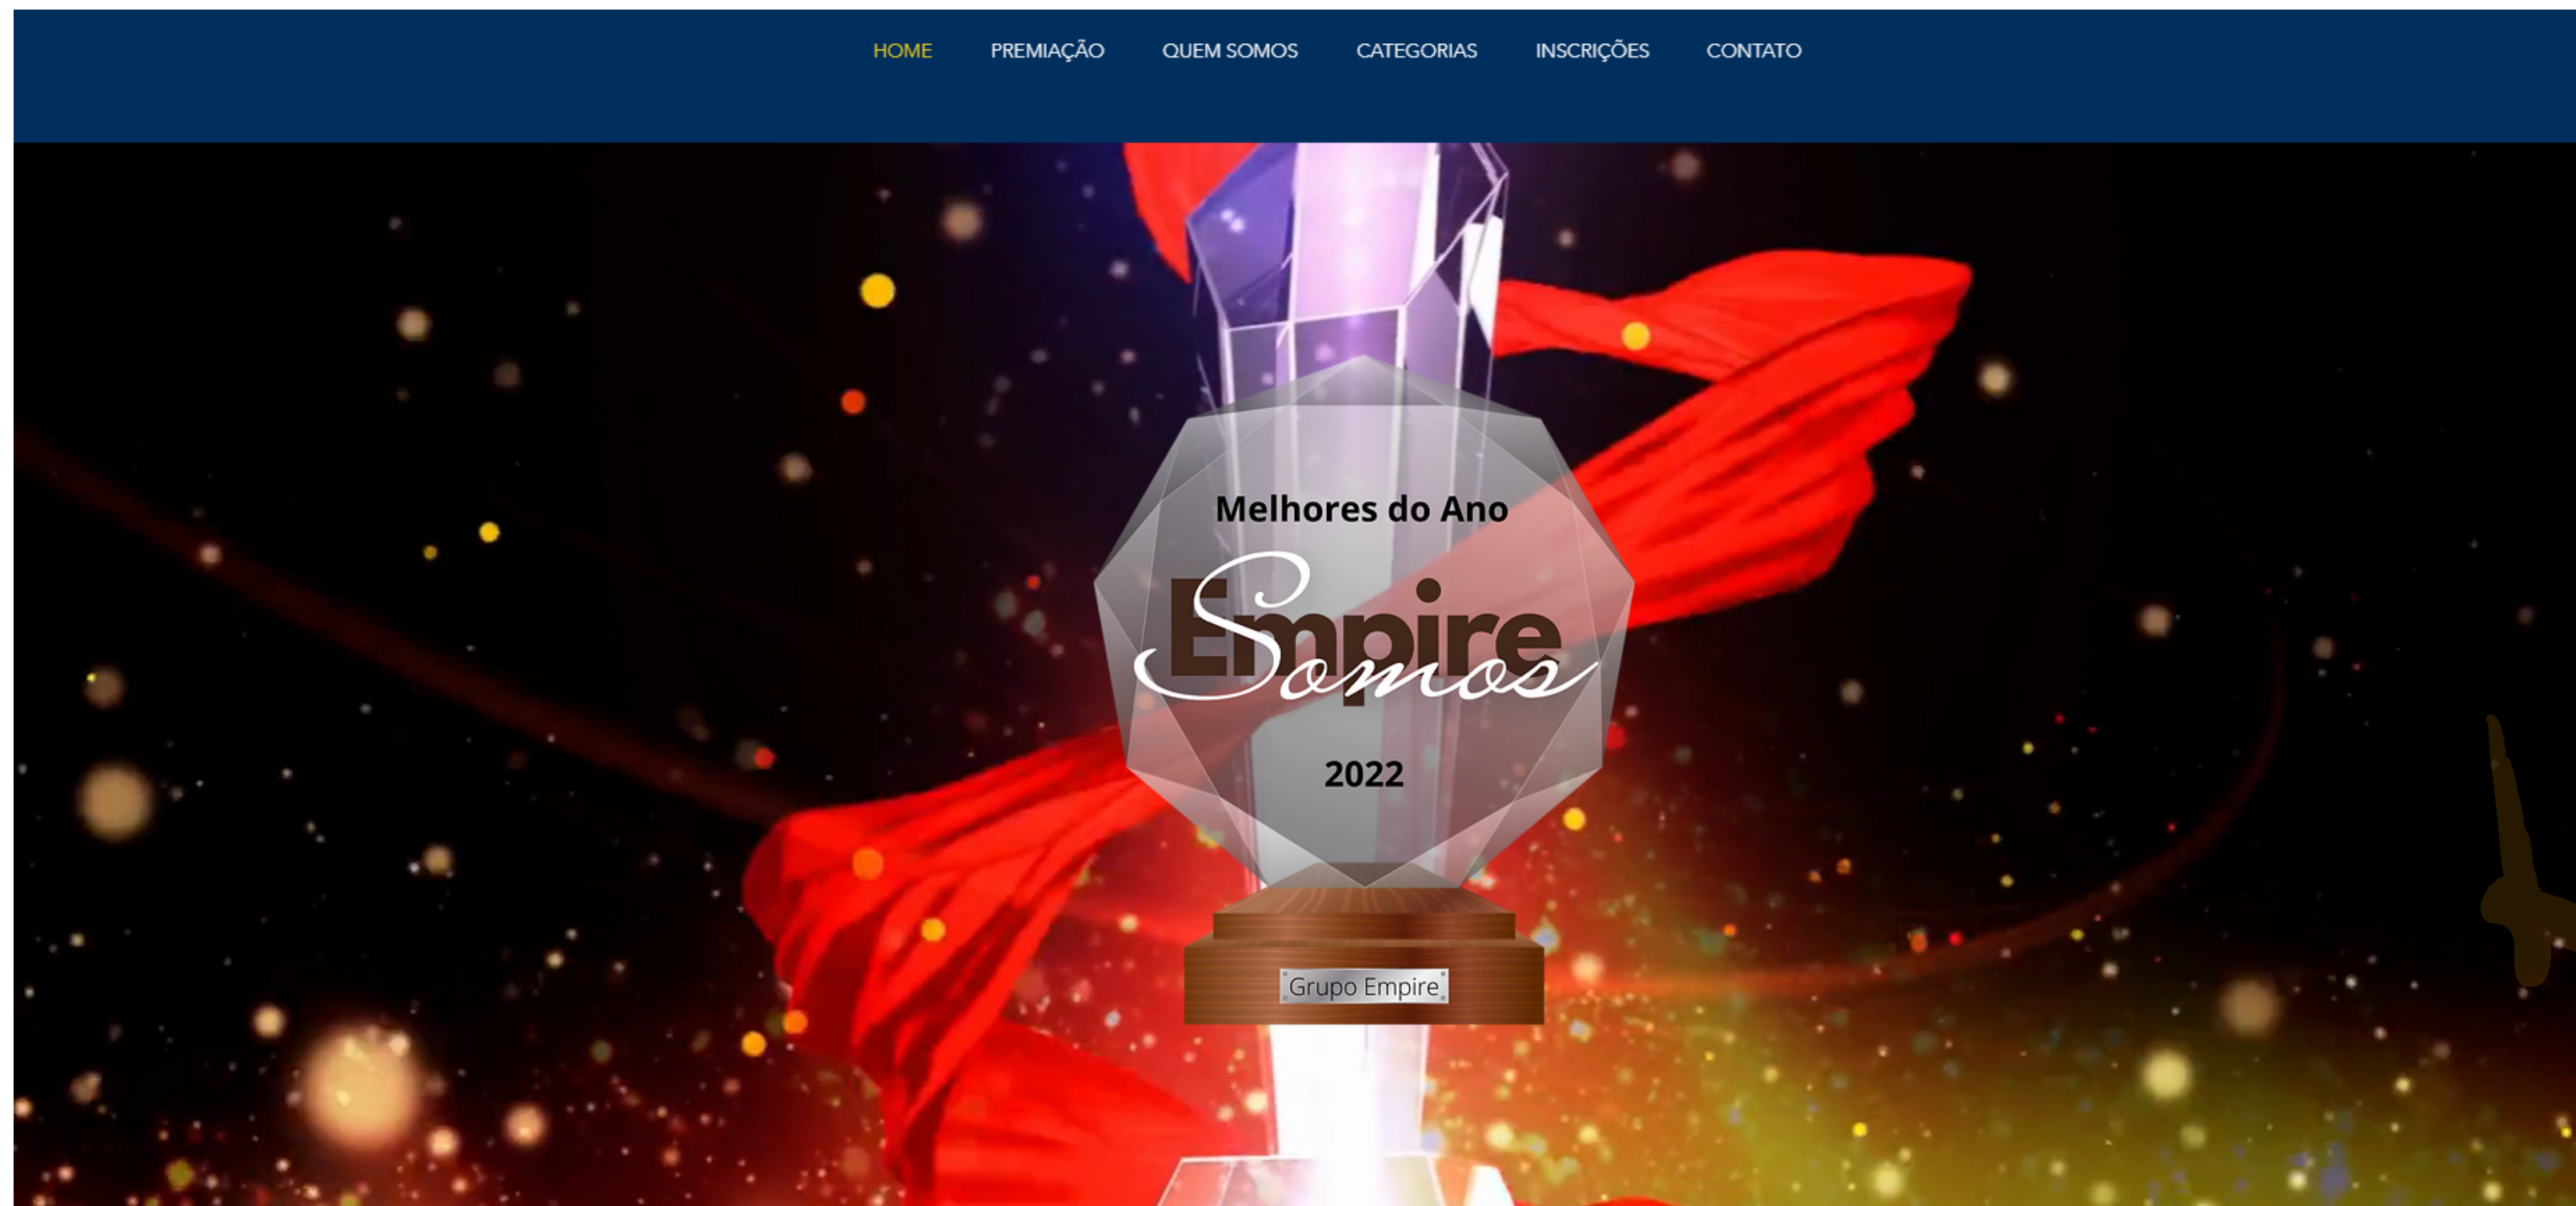 HOME PREMIAÇÃO QUEM SOMOS CATEGORIAS INSCRIÇÕES CONTATO
Melhores do Ano
Empire
Somos
2022
Grupo Empire